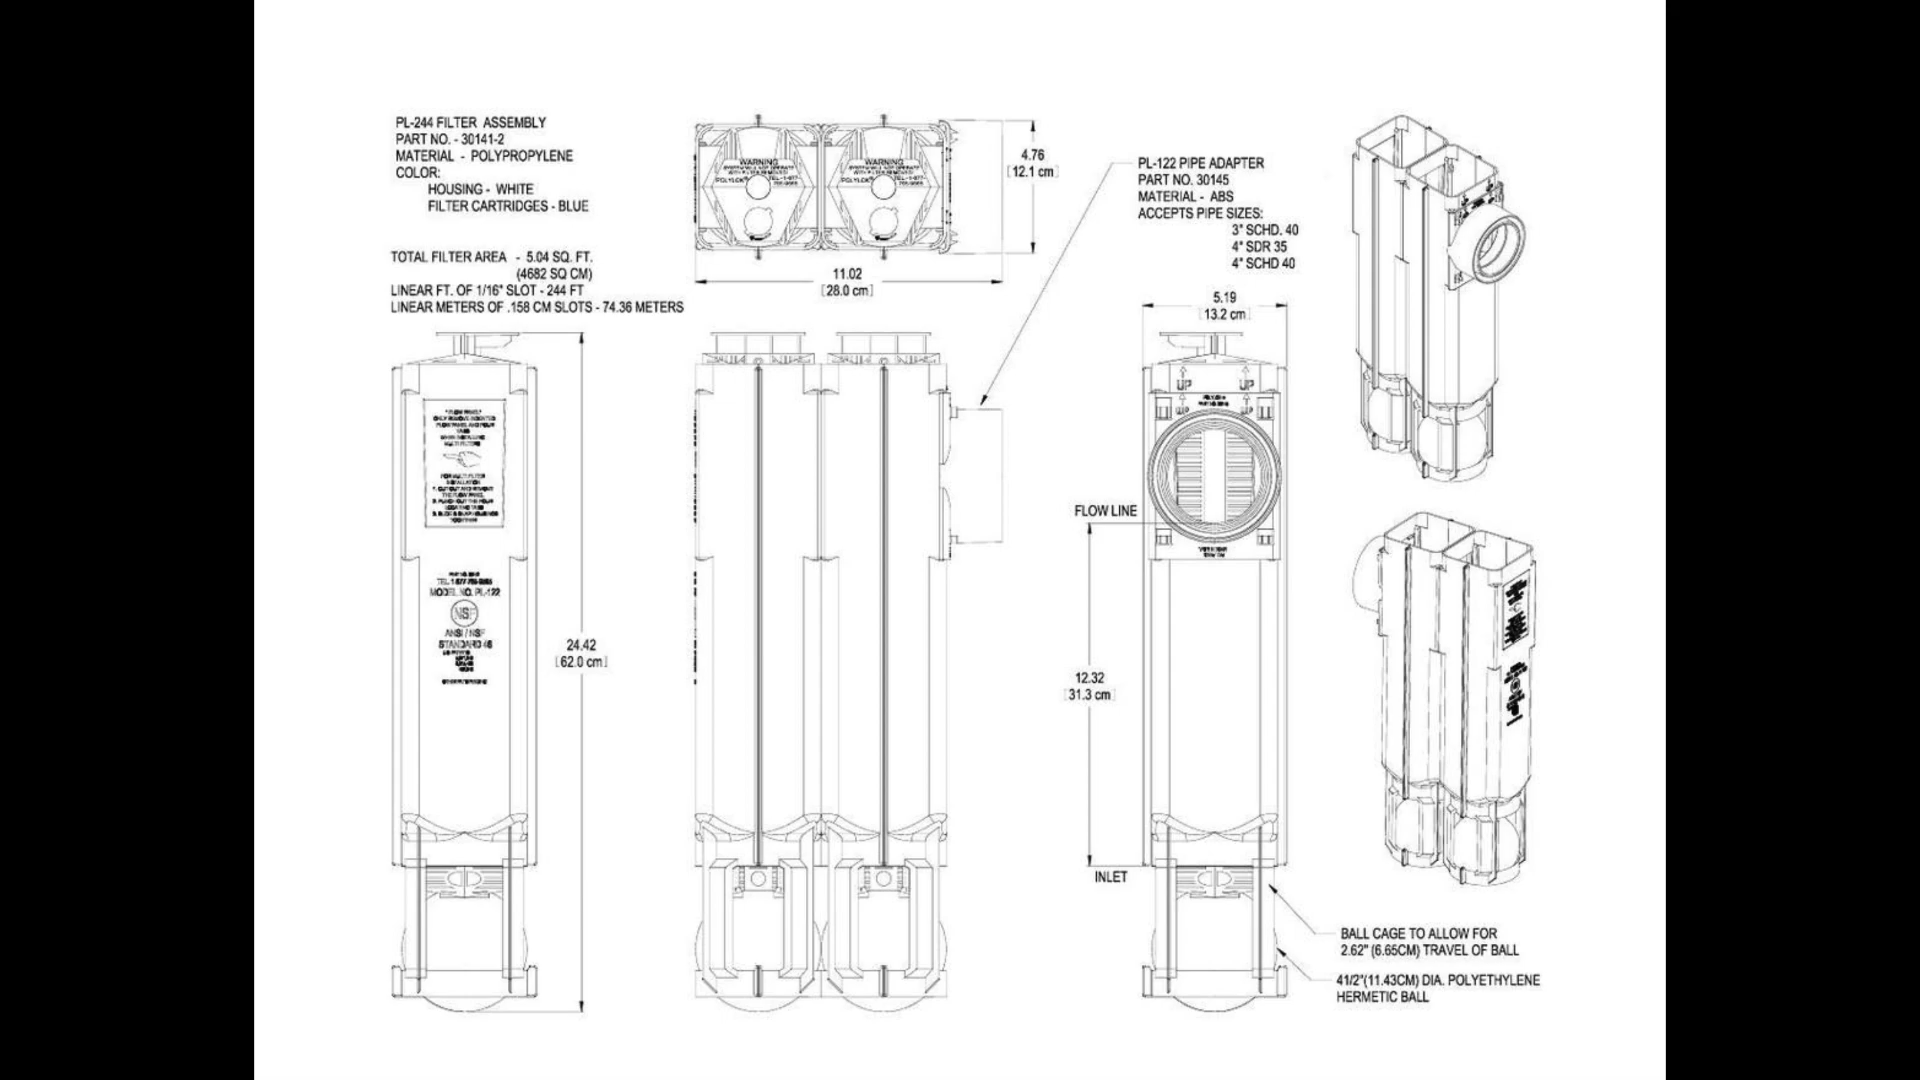 PL-244 FILTER ASSEMBLY
PART NO. - 30141-2
MATERIAL - POLYPROPYLENE
COLOR:
HOUSING - WHITE
FILTER CARTRIDGES - BLUE
TOTAL FILTER AREA - 5.04 SQ. FT.
(4682 SQ CM)
LINEAR FT. OF 1/16" SLOT - 244 FT
LINEAR METERS OF .158 CM SLOTS - 74.36 METERS
WARNING
WARNING
4.76
[12.1 cm]
11.02
[28.0 cm]
PL-122 PIPE ADAPTER
PART NO. 30145
MATERIAL - ABS
ACCEPTS PIPE SIZES:
3" SCHD. 40
4" SDR 35
4" SCHD 40
5.19
[13.2 cm]
UP UP
UP UP
FLOW LINE
MODEL NO. PL-122
NSF
ANSI / NSF
STANDARD 46
24.42
[62.0 cm]
12.32
[31.3 cm]
INLET
BALL CAGE TO ALLOW FOR
2.62" (6.65CM) TRAVEL OF BALL
41/2"(11.43CM) DIA. POLYETHYLENE
HERMETIC BALL